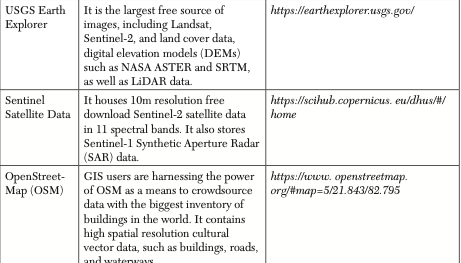 USGS Earth
Explorer
It is the largest free source of
images, including Landsat,
Sentinel-2, and land cover data,
digital elevation models (DEMs)
such as NASA ASTER and SRTM,
as well as LiDAR data.
https://earthexplorer.usgs.gov/
Sentinel
Satellite Data
It houses 10m resolution free
download Sentinel-2 satellite data
in 11 spectral bands. It also stores
Sentinel-1 Synthetic Aperture Radar
(SAR) data.
https://scihub.copernicus. eu/dhus/#/
home
OpenStreet-
Map (OSM)
GIS users are harnessing the power
of OSM as a means to crowdsource
data with the biggest inventory of
buildings in the world. It contains
high spatial resolution cultural
vector data, such as buildings, roads,
and waterways.
https://www. openstreetmap.
org/#map=5/21.843/82.795